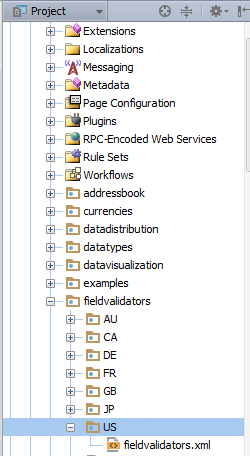 Project
Extensions
Localizations
Messaging
Metadata
Page Configuration
Plugins
RPC-Encoded Web Services
Rule Sets
Workflows
addressbook
currencies
datadistribution
datatypes
datavisualization
examples
fieldvalidators
AU
CA
DE
FR
GB
JP
US
fieldvalidators.xml